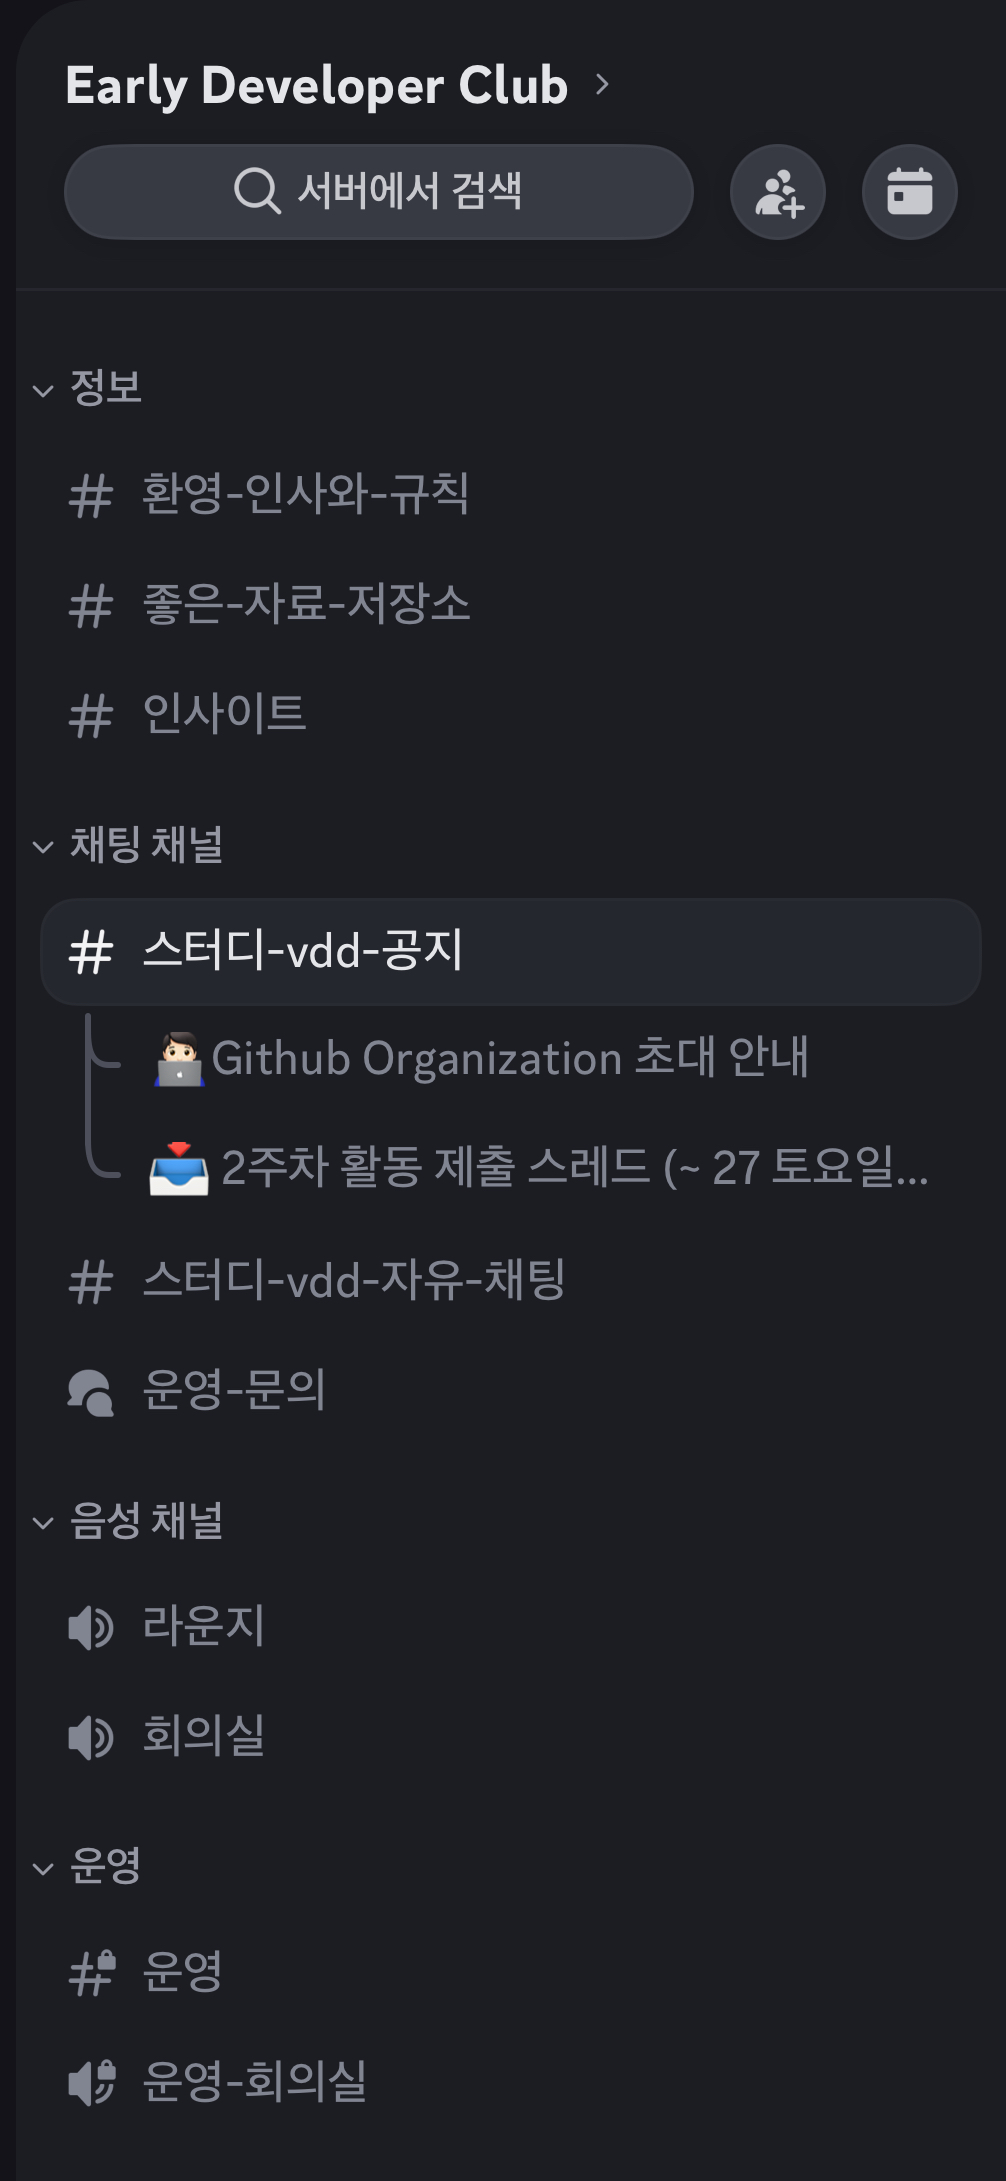 Early Developer Club
서버에서 검색
정보
환영-인사와-규칙
좋은-자료-저장소
인사이트
채팅 채널
스터디-vdd-공지
🧑🏻‍💻Github Organization 초대 안내
📥 2주차 활동 제출 스레드 (~ 27 토요일...
스터디-vdd-자유-채팅
운영-문의
음성 채널
라운지
회의실
운영
운영
운영-회의실